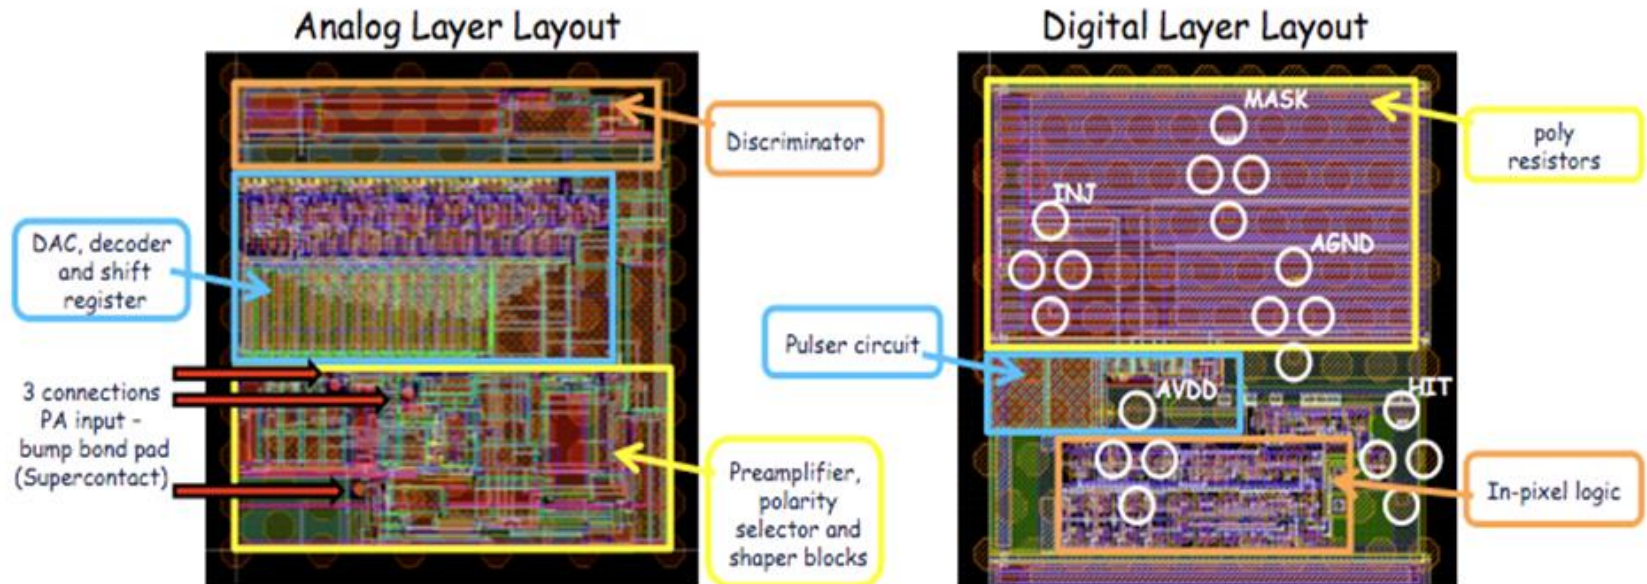 Analog Layer Layout
Digital Layer Layout
Discriminator
DAC, decoder
and shift
register
3 connections
PA input -
bump bond pad
(Supercontact)
Preamplifier,
polarity
selector and
shaper blocks
MASK
INJ
AGND
poly
resistors
Pulser circuit
AVDD
HIT
In-pixel logic